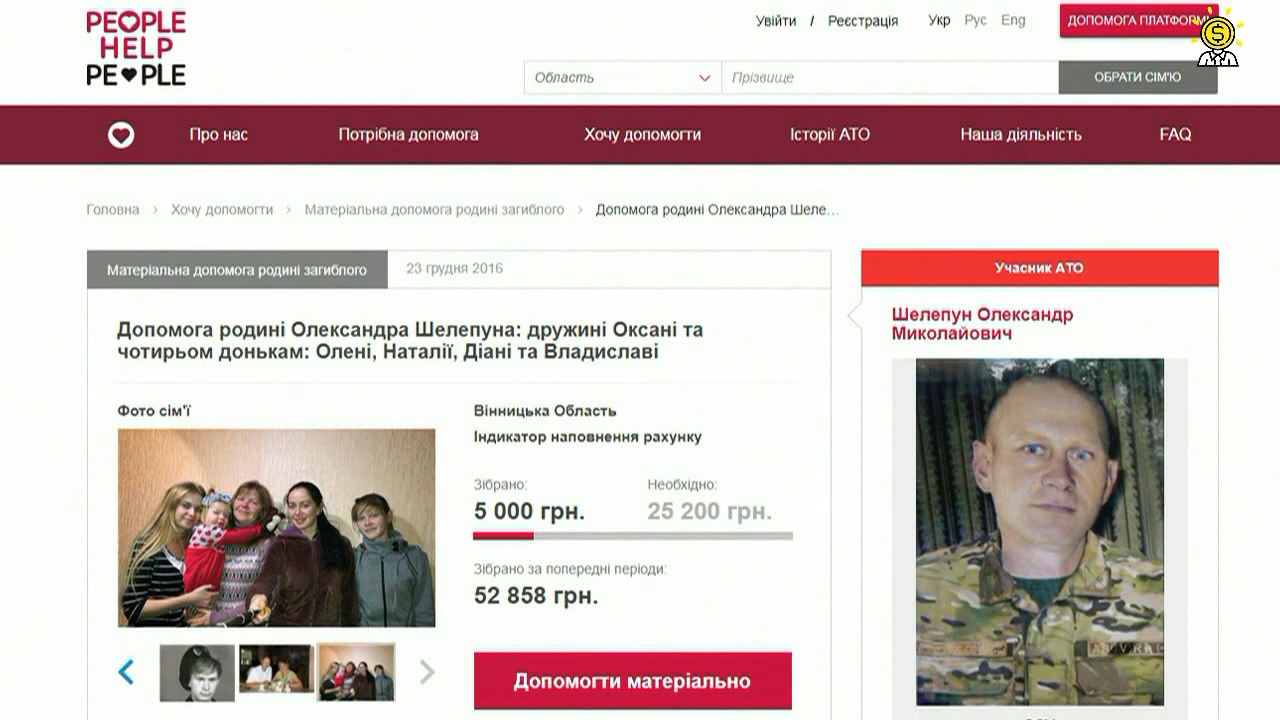 PEOPLE
HELP
PE PLE
Увійти / Реєстрація
Укр Рус Eng
ДОПОМОГА ПЛАТФОРМІ
Область
Прізвище
ОБРАТИ СІМ'Ю
Про нас
Потрібна допомога
Хочу допомогти
Історії АТО
Наша діяльність
FAQ
Головна > Хочу допомогти > Матеріальна допомога родині загиблого > Допомога родині Олександра Шеле...
Матеріальна допомога родині загиблого
23 грудня 2016
Допомога родині Олександра Шелепуна: дружині Оксані та
чотирьом донькам: Олені, Наталії, Діані та Владиславі
Фото сім'ї
Вінницька Область
Індикатор наповнення рахунку
Зібрано:
Необхідно:
5 000 грн.
25 200 грн.
Зібрано за попередні періоди:
52 858 грн.
Допомогти матеріально
Учасник АТО
Шелепун Олександр
Миколайович